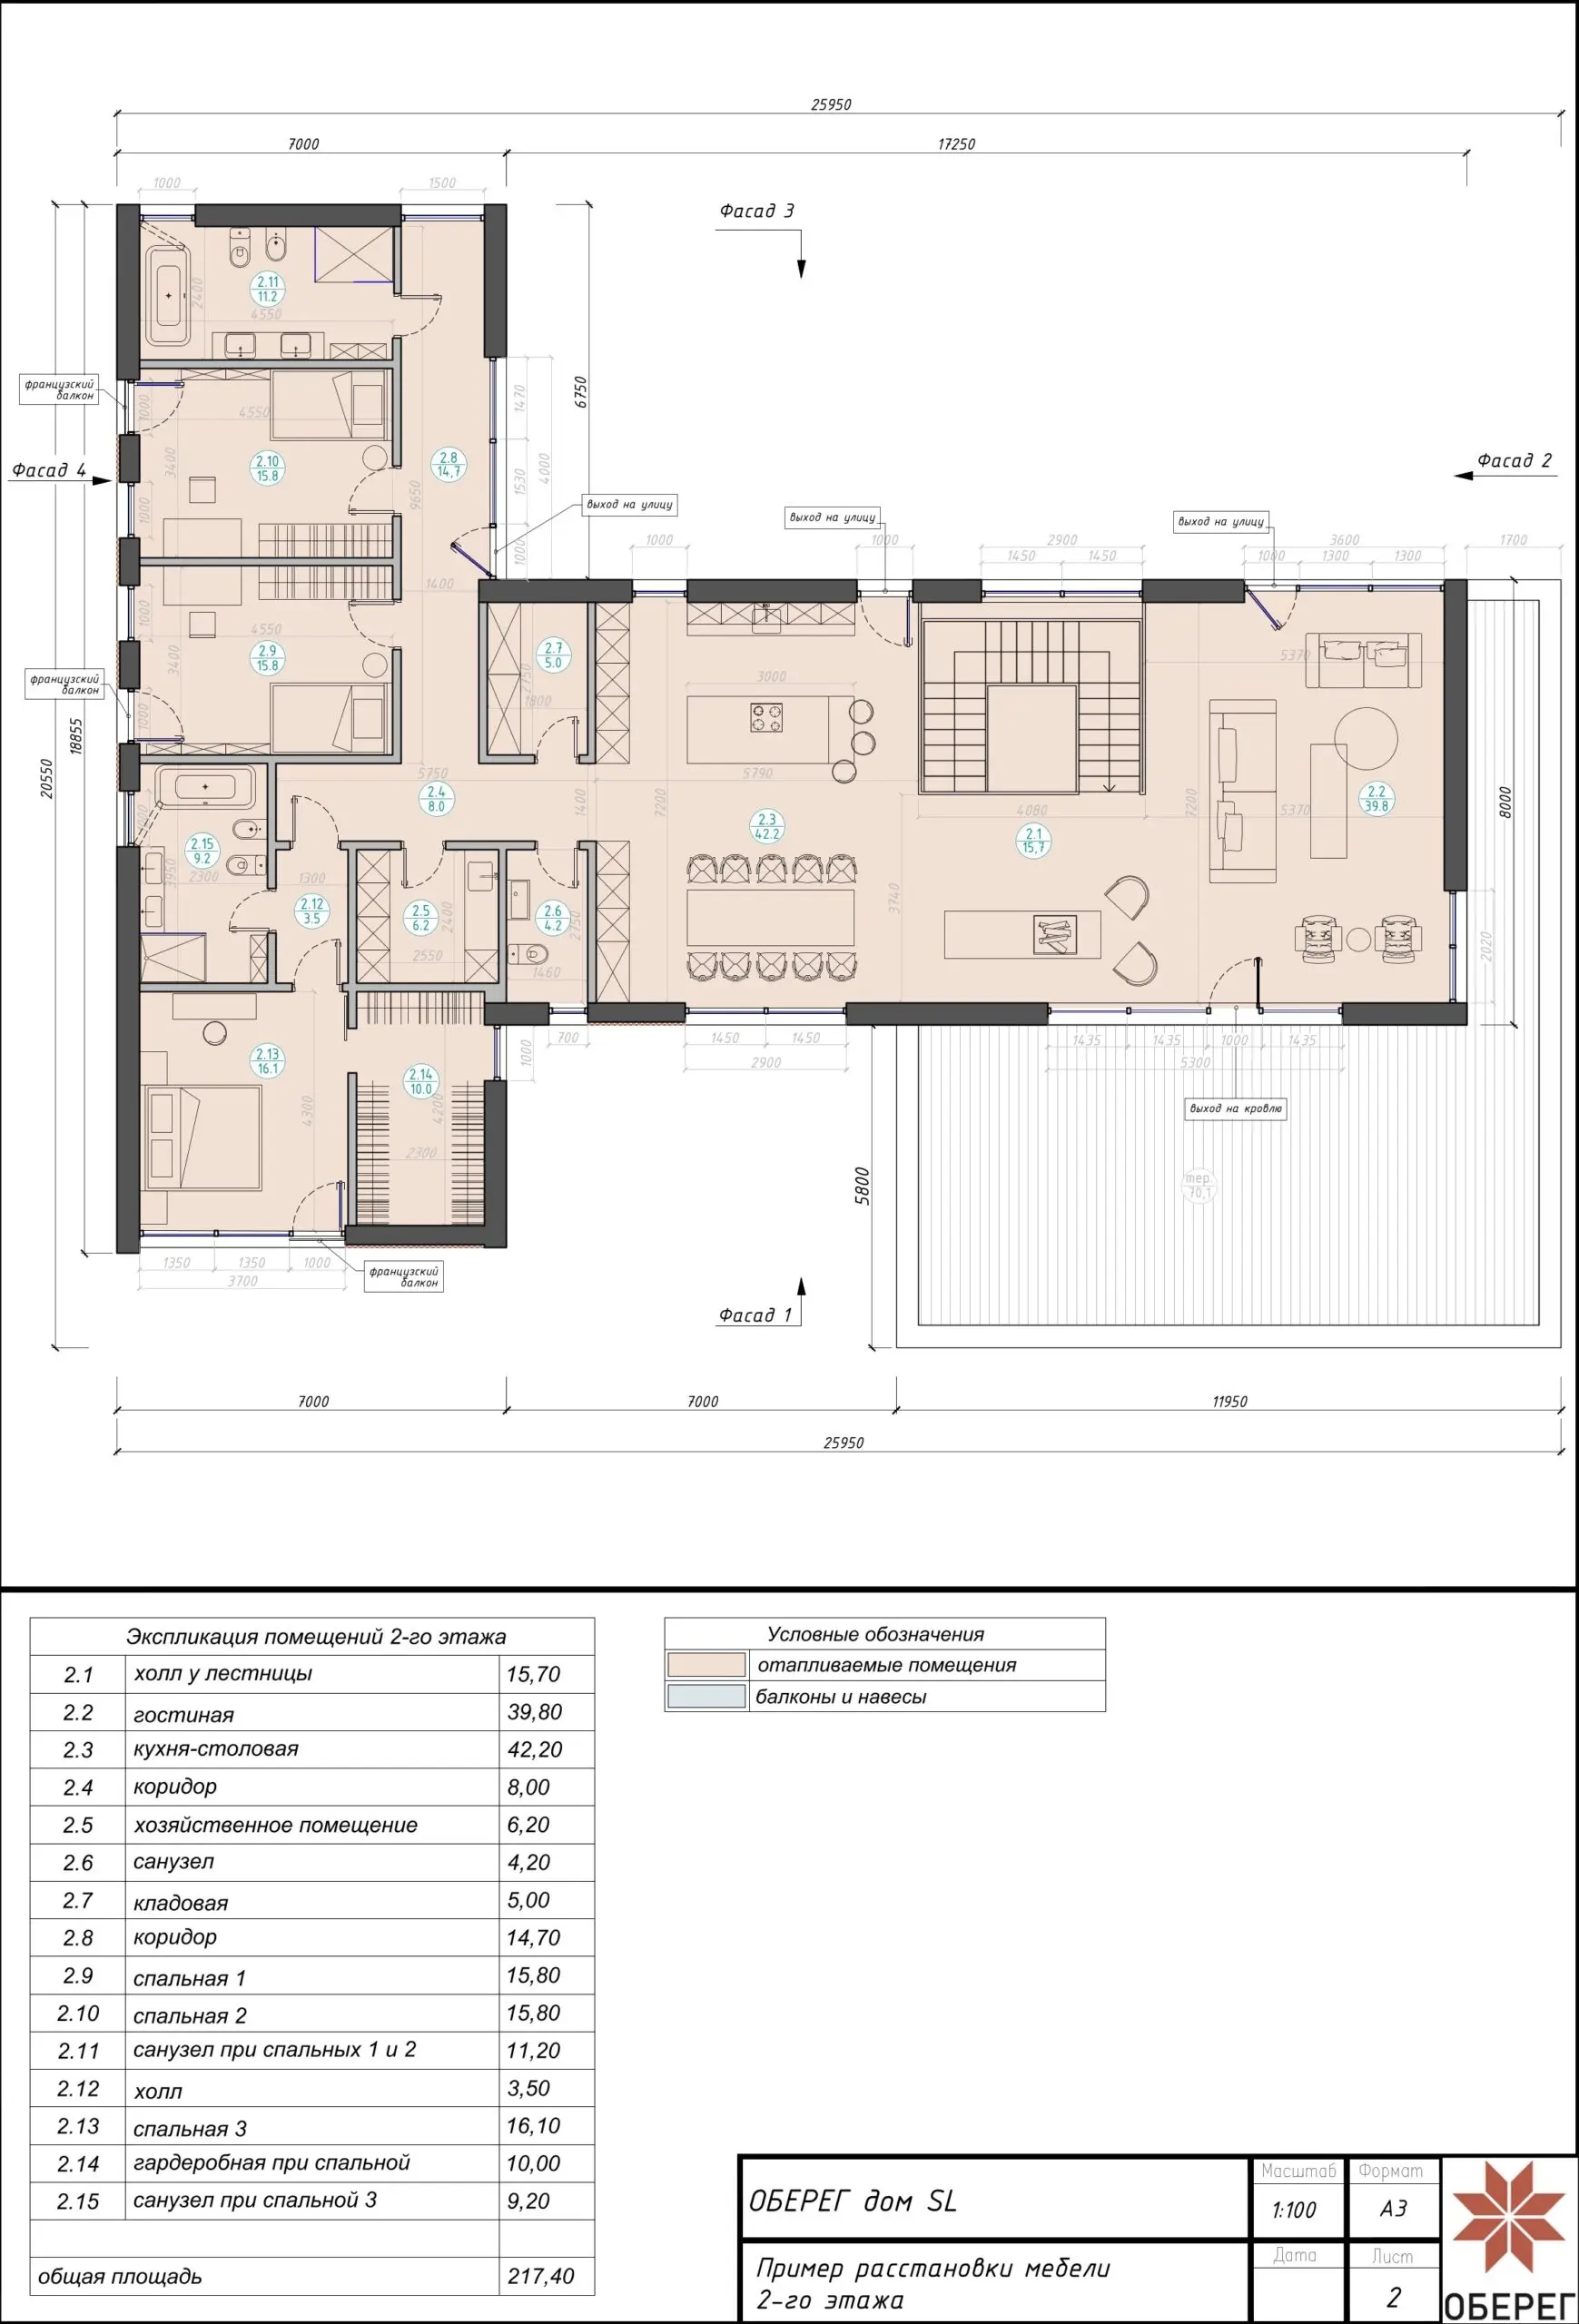 25950
7000
17250
1000
1500
Фасад 3
2.11
11.2
2400
4550
французский
балкон
1000
4550
3400
2.10
15.8
2.8
14,7
9650
1470
1530
4000
1000
6750
Фасад 4
Фасад 2
выход на улицу
выход на улицу
выход на улицу
1000
1000
1000
2900
1450
1450
3600
1000
1300
1300
1700
1400
1000
4550
2.9
15.8
3400
французский
балкон
1000
2.7
5.0
2750
1800
3000
5370
20550
18855
5750
2.4
8.0
1400
5790
7200
2.3
42.2
4080
2.1
15,7
7200
5370
2.2
39.8
8000
2.15
9.2
3950
2300
1300
2.12
3.5
2.5
6.2
2400
2550
2.6
4.2
2750
1460
3740
2020
2.13
16.1
4300
2.14
10.0
4200
2300
1000
700
1450
1450
2900
1435
1435
1000
1435
5300
выход на кровлю
5800
тер.
70,1
1350
1350
1000
3700
французский
балкон
Фасад 1
7000
7000
11950
25950
Экспликация помещений 2-го этажа
2.1 холл у лестницы 15,70
2.2 гостиная 39,80
2.3 кухня-столовая 42,20
2.4 коридор 8,00
2.5 хозяйственное помещение 6,20
2.6 санузел 4,20
2.7 кладовая 5,00
2.8 коридор 14,70
2.9 спальная 1 15,80
2.10 спальная 2 15,80
2.11 санузел при спальных 1 и 2 11,20
2.12 холл 3,50
2.13 спальная 3 16,10
2.14 гардеробная при спальной 10,00
2.15 санузел при спальной 3 9,20
общая площадь 217,40
Условные обозначения
отапливаемые помещения
балконы и навесы
ОБЕРЕГ дом SL
Масштаб
1:100
Формат
А3
Пример расстановки мебели
2-го этажа
Дата
Лист
2
ОБЕРЕГ